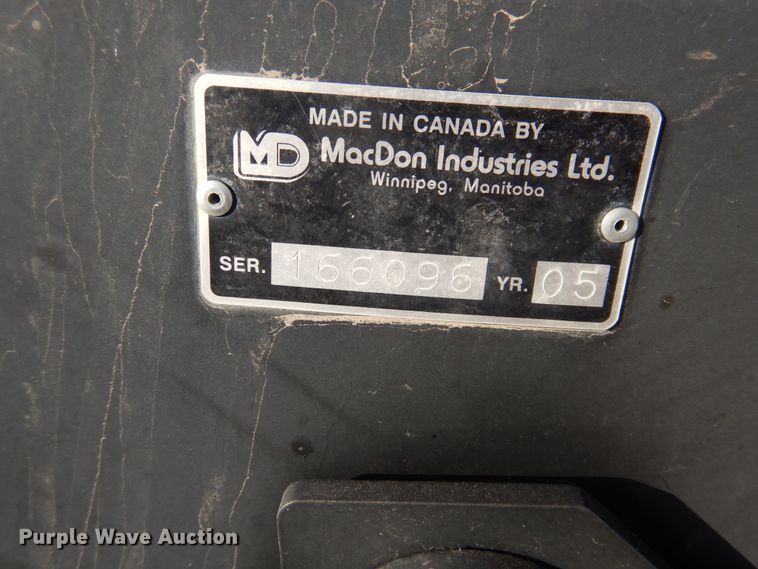 MADE IN CANADA BY
MD MacDon Industries Ltd.
Winnipeg, Manitoba
SER. 166096 YR. 05
Purple Wave Auction